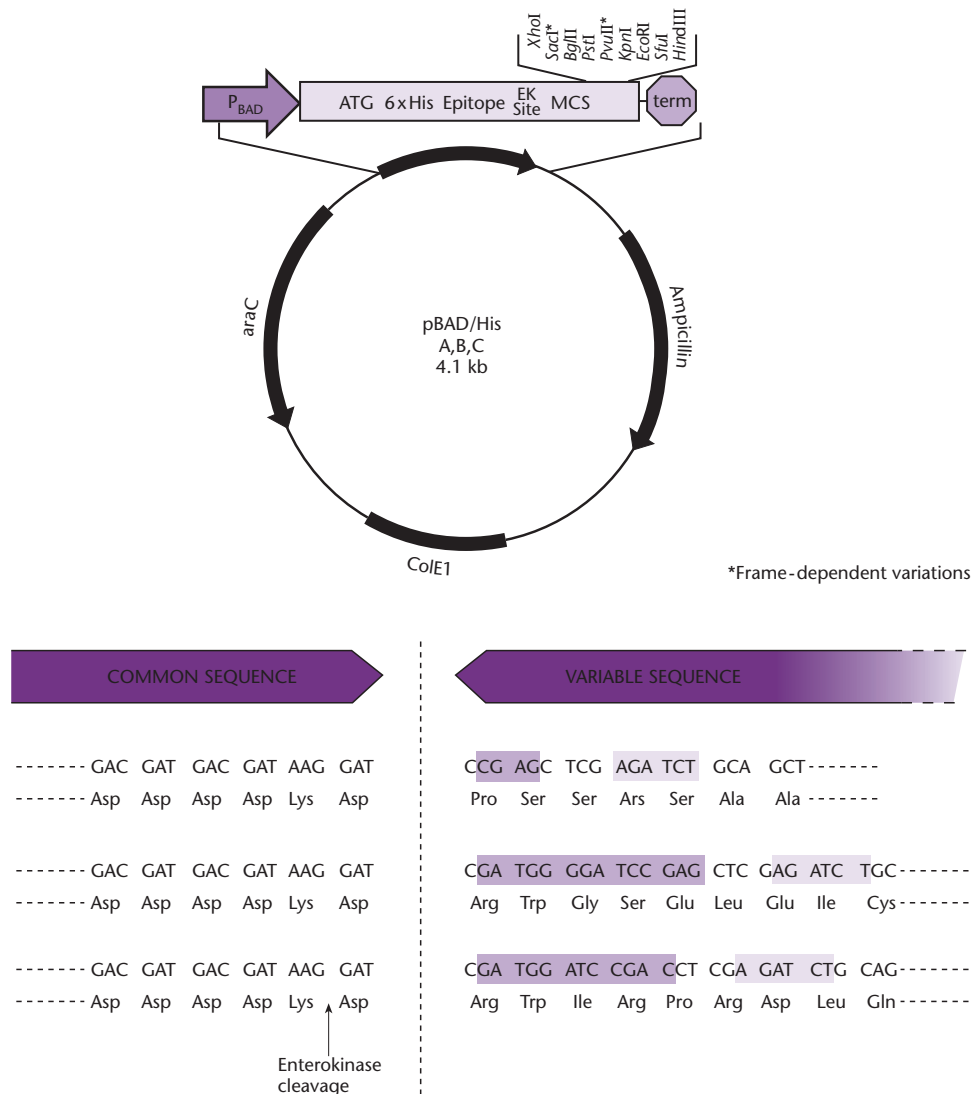 XhoI
SacI*
BglII
PstI
PvuII*
KpnI
EcoRI
SfuI
HindIII
PBAD
ATG 6xHis Epitope EK Site MCS
term
araC
Ampicillin
pBAD/His
A,B,C
4.1 kb
ColE1
*Frame-dependent variations
COMMON SEQUENCE
VARIABLE SEQUENCE
------- GAC GAT GAC GAT AAG GAT CCG AGC TCG AGA TCT GCA GCT -------
------- Asp Asp Asp Asp Lys Asp Pro Ser Ser Ars Ser Ala Ala -------
------- GAC GAT GAC GAT AAG GAT CGA TGG GGA TCC GAG CTC GAG ATC TGC -------
------- Asp Asp Asp Asp Lys Asp Arg Trp Gly Ser Glu Leu Glu Ile Cys -------
------- GAC GAT GAC GAT AAG GAT CGA TGG ATC CGA CCT CGA GAT CTG CAG -------
------- Asp Asp Asp Asp Lys Asp Arg Trp Ile Arg Pro Arg Asp Leu Gln -------
Enterokinase
cleavage